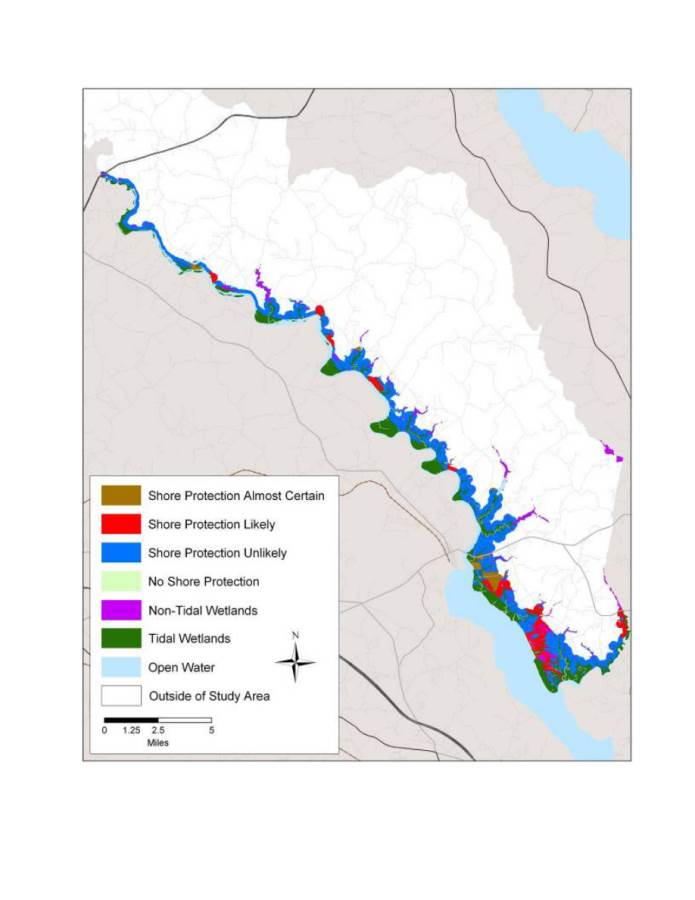 Shore Protection Almost Certain
Shore Protection Likely
Shore Protection Unlikely
No Shore Protection
Non-Tidal Wetlands
Tidal Wetlands
Open Water
Outside of Study Area
N
0 1.25 2.5 5
Miles